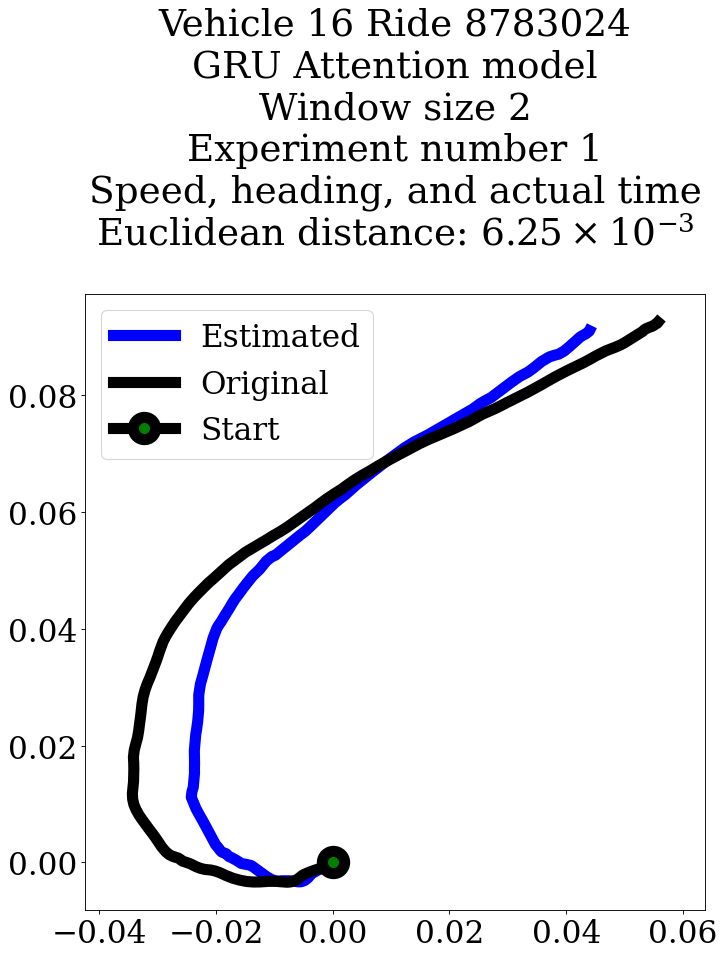 Vehicle 16 Ride 8783024
GRU Attention model
Window size 2
Experiment number 1
Speed, heading, and actual time
Euclidean distance: 6.25 × 10⁻³
Estimated
Original
Start
0.08
0.06
0.04
0.02
0.00
−0.04 −0.02 0.00 0.02 0.04 0.06